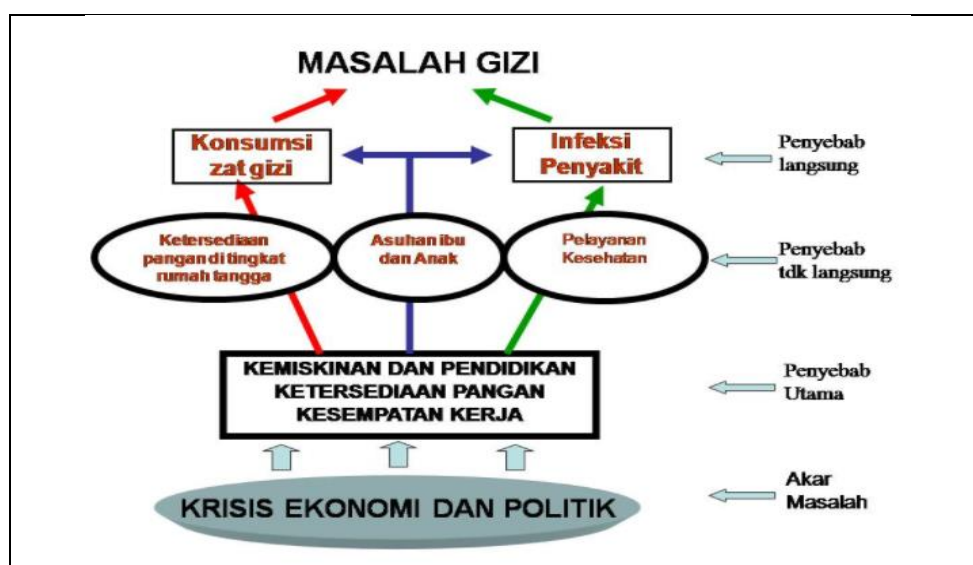 MASALAH GIZI
Konsumsi
zat gizi
Infeksi
Penyakit
Penyebab
langsung
Ketersediaan
pangan di tingkat
rumah tangga
Asuhan ibu
dan Anak
Pelayanan
Kesehatan
Penyebab
tdk langsung
KEMISKINAN DAN PENDIDIKAN
KETERSEDIAAN PANGAN
KESEMPATAN KERJA
Penyebab
Utama
KRISIS EKONOMI DAN POLITIK
Akar
Masalah